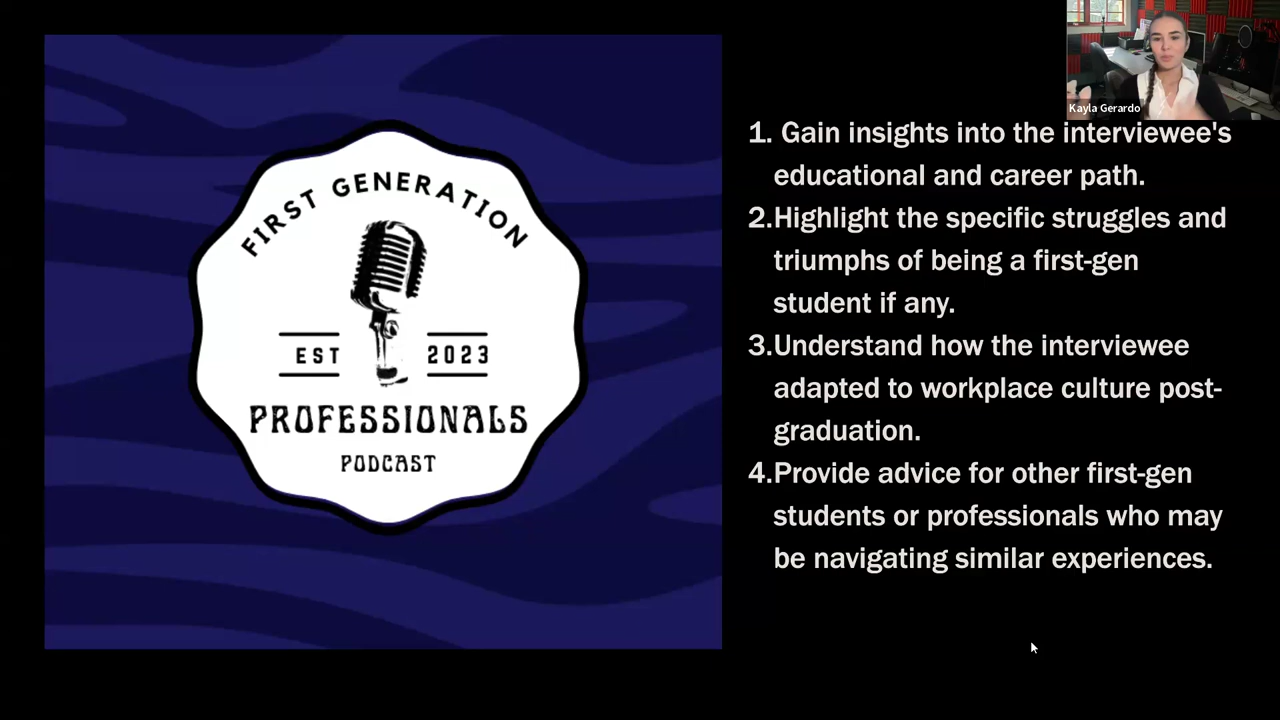 FIRST GENERATION
EST 2023
PROFESSIONALS
PODCAST
Kayla Gerardo
1. Gain insights into the interviewee's
educational and career path.
2.Highlight the specific struggles and
triumphs of being a first-gen
student if any.
3.Understand how the interviewee
adapted to workplace culture post-
graduation.
4.Provide advice for other first-gen
students or professionals who may
be navigating similar experiences.